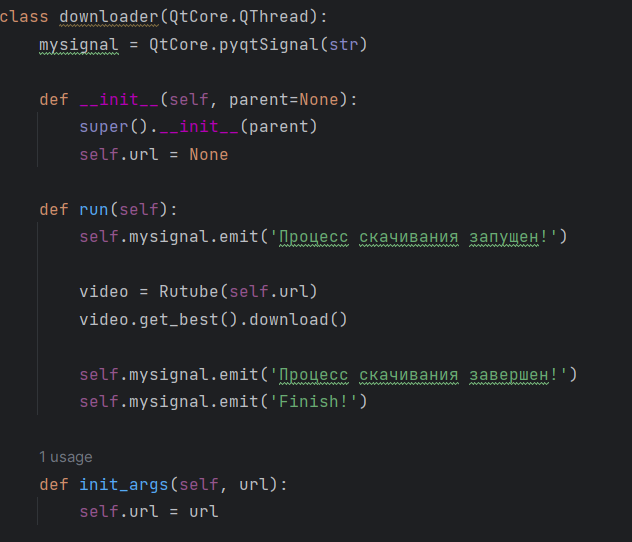 class downloader(QtCore.QThread):
mysignal = QtCore.pyqtSignal(str)
def __init__(self, parent=None):
super().__init__(parent)
self.url = None
def run(self):
self.mysignal.emit('Процесс скачивания запущен!')
video = Rutube(self.url)
video.get_best().download()
self.mysignal.emit('Процесс скачивания завершен!')
self.mysignal.emit('Finish!')
1 usage
def init_args(self, url):
self.url = url